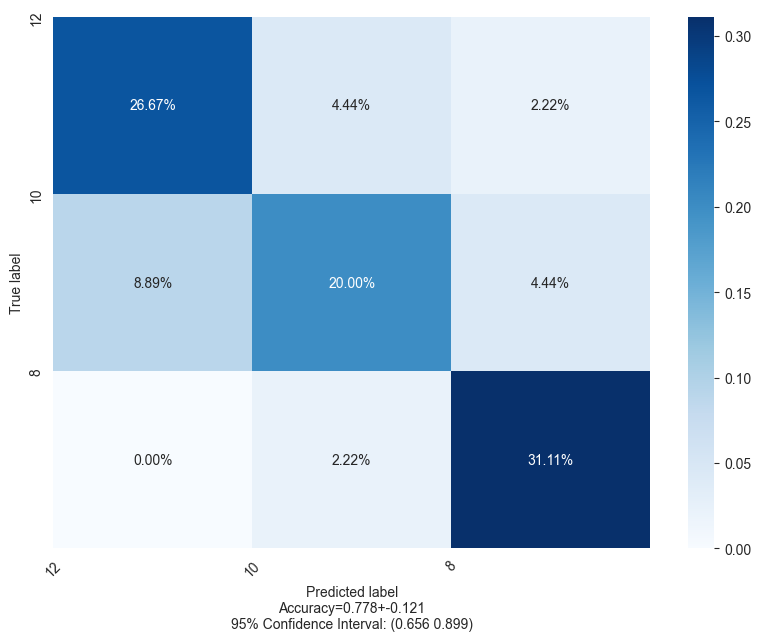 12
26.67% 4.44% 2.22%
10
8.89% 20.00% 4.44%
8
0.00% 2.22% 31.11%
True label
12 10 8
Predicted label
Accuracy=0.778+-0.121
95% Confidence Interval: (0.656 0.899)
0.30
0.25
0.20
0.15
0.10
0.05
0.00